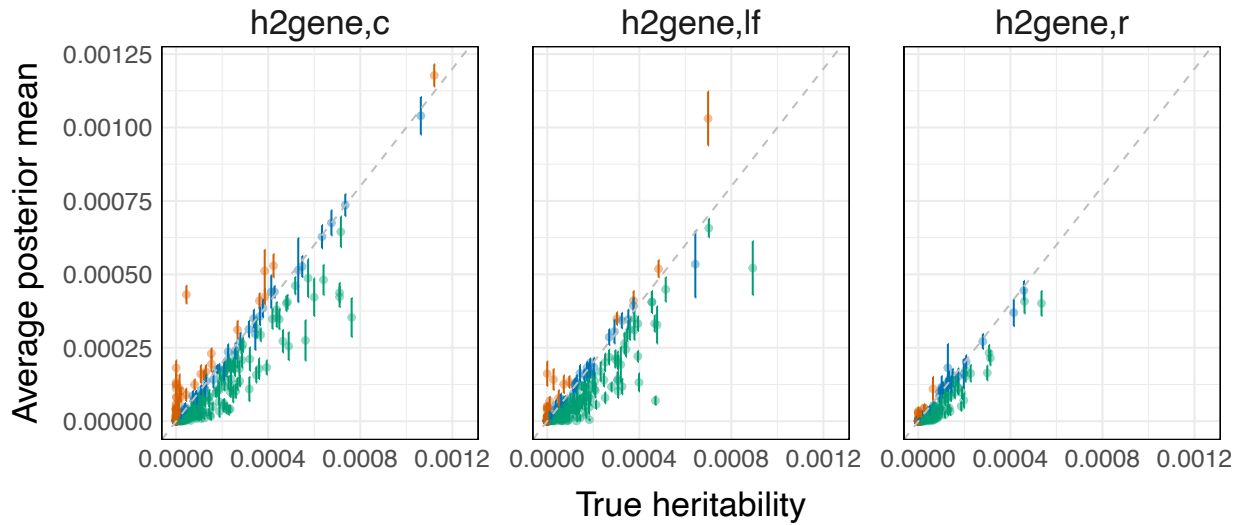 h2gene,c h2gene,lf h2gene,r
Average posterior mean
0.00125
0.00100
0.00075
0.00050
0.00025
0.00000
0.0000 0.0004 0.0008 0.0012 0.0000 0.0004 0.0008 0.0012 0.0000 0.0004 0.0008 0.0012
True heritability